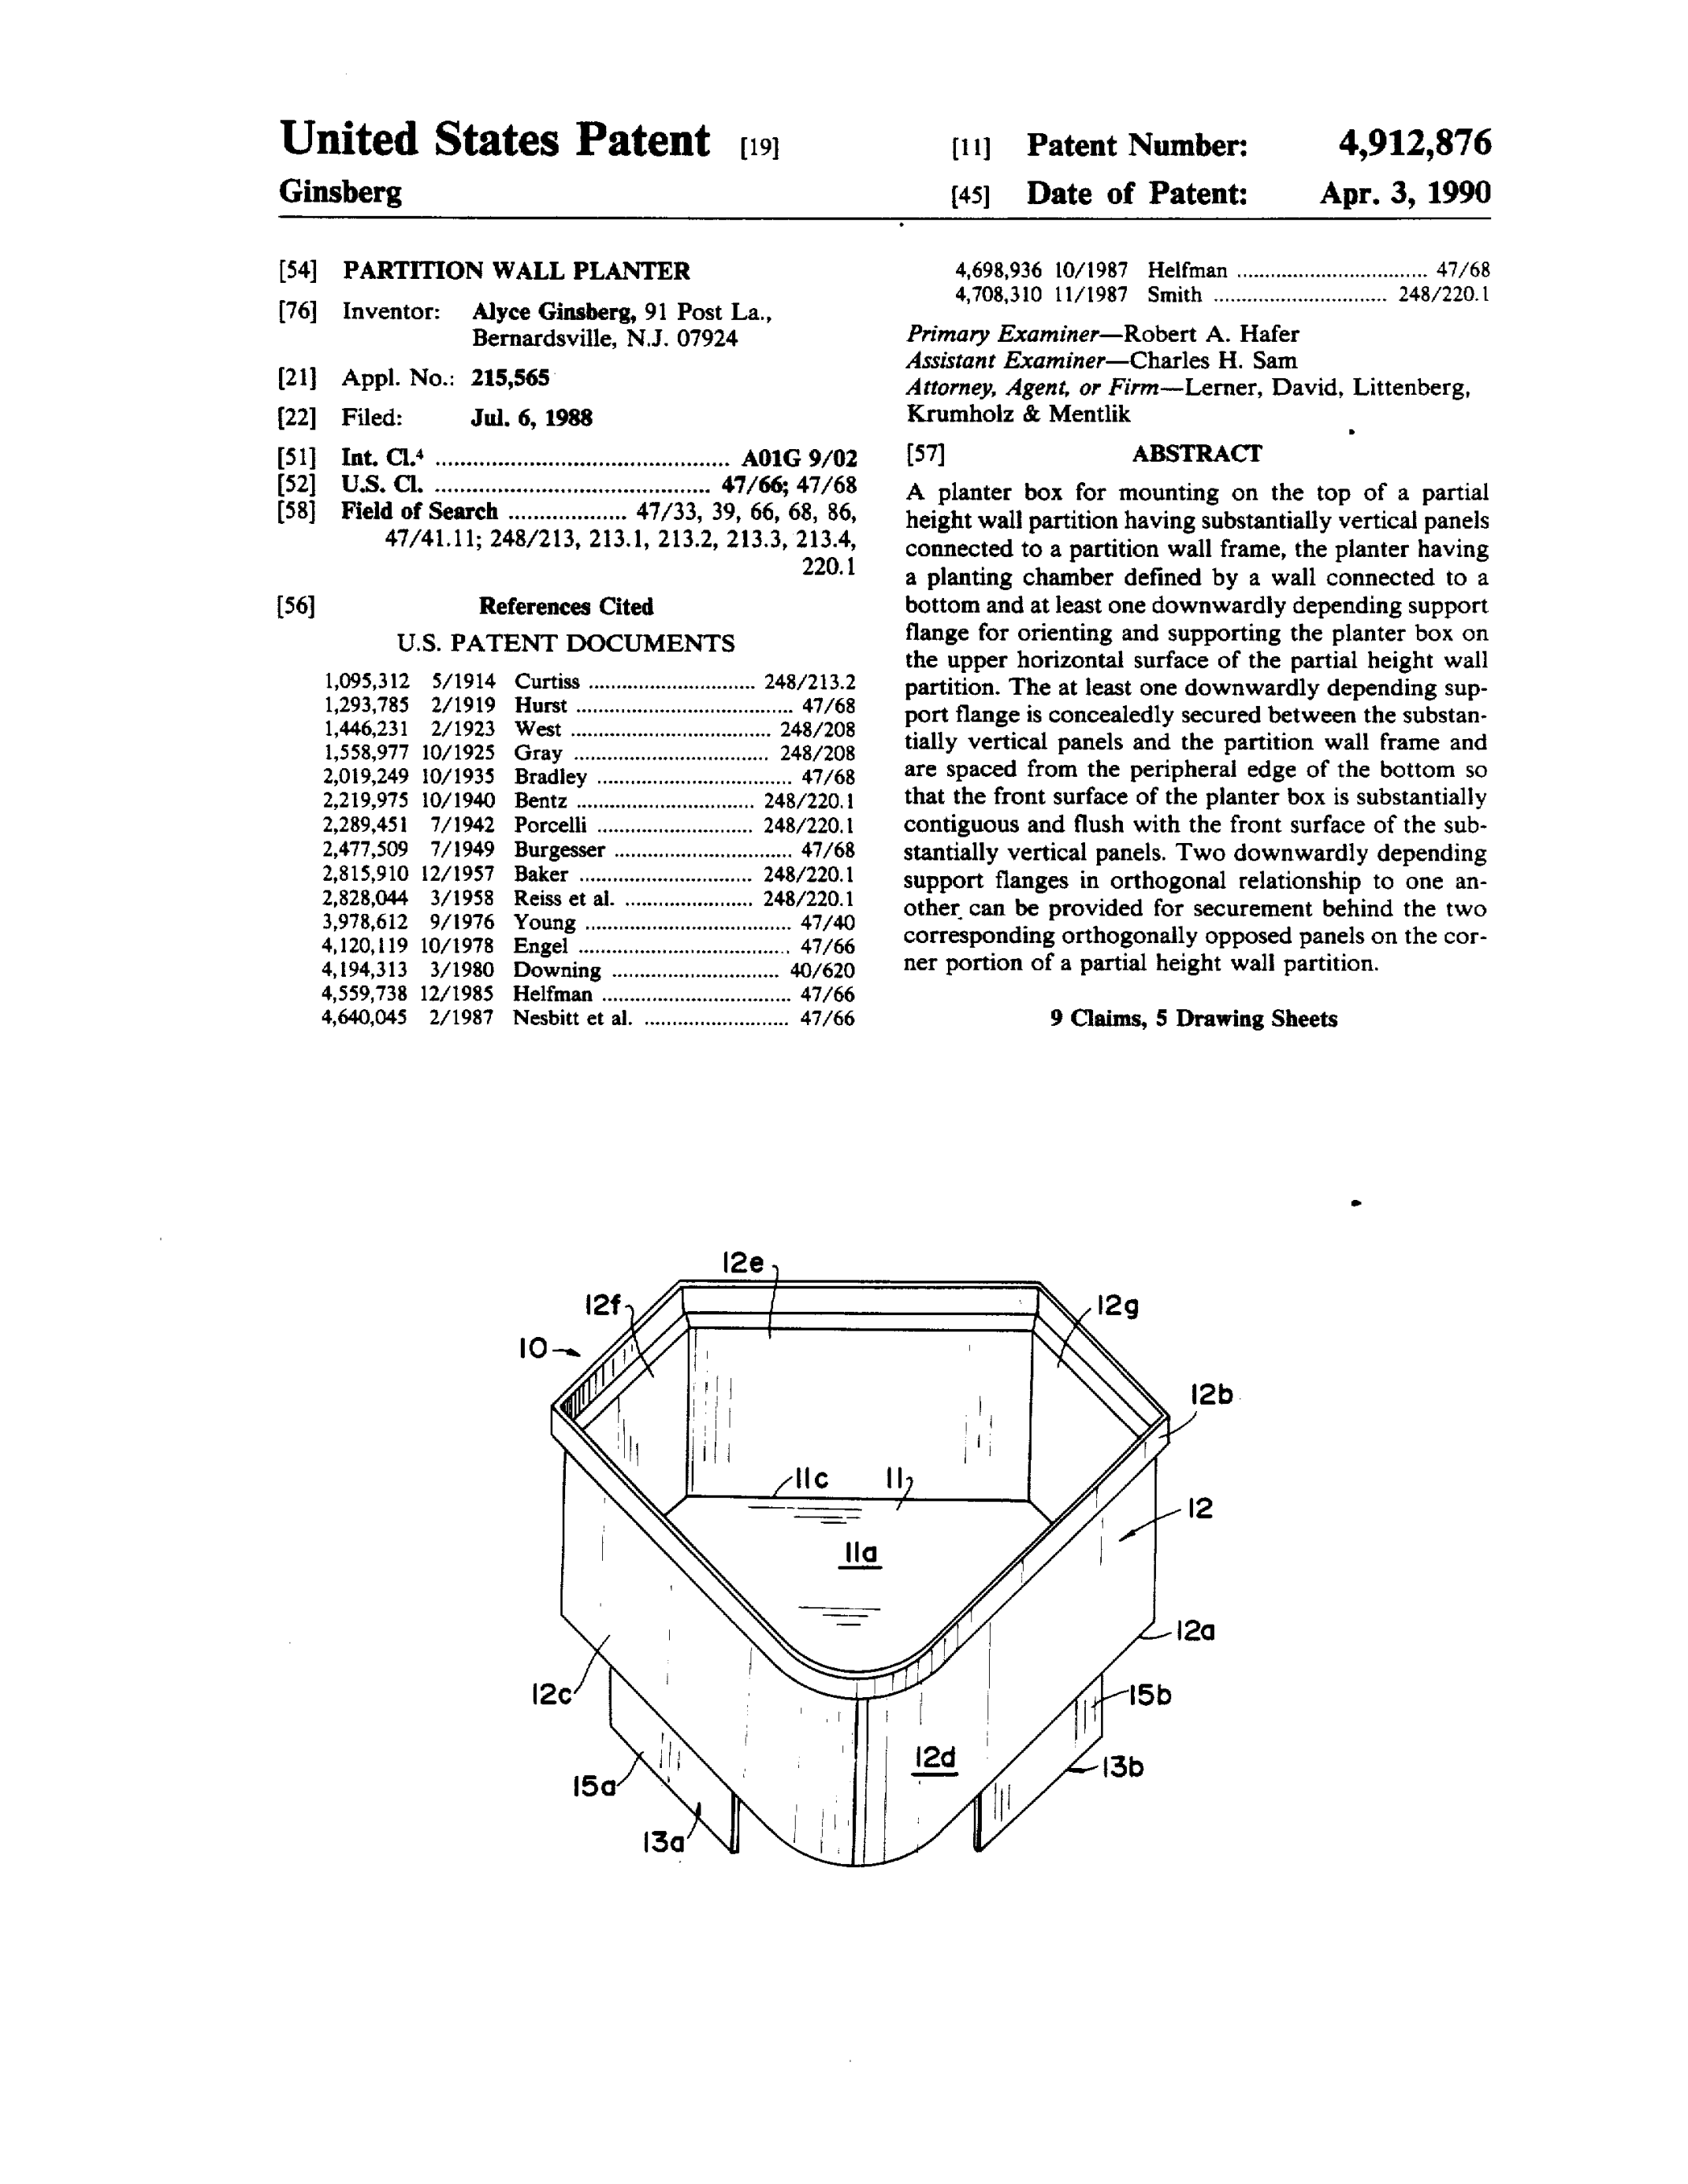 United States Patent [19]
Ginsberg
[11] Patent Number: 4,912,876
[45] Date of Patent: Apr. 3, 1990
[54] PARTITION WALL PLANTER
[76] Inventor: Alyce Ginsberg, 91 Post La.,
Bernardsville, N.J. 07924
[21] Appl. No.: 215,565
[22] Filed: Jul. 6, 1988
[51] Int. Cl.⁴ ............................................... A01G 9/02
[52] U.S. Cl. ............................................ 47/66; 47/68
[58] Field of Search ................... 47/33, 39, 66, 68, 86,
47/41.11; 248/213, 213.1, 213.2, 213.3, 213.4,
220.1
[56] References Cited
U.S. PATENT DOCUMENTS
1,095,312 5/1914 Curtiss ............................. 248/213.2
1,293,785 2/1919 Hurst ...................................... 47/68
1,446,231 2/1923 West ................................... 248/208
1,558,977 10/1925 Gray .................................. 248/208
2,019,249 10/1935 Bradley .................................. 47/68
2,219,975 10/1940 Bentz ............................... 248/220.1
2,289,451 7/1942 Porcelli ........................... 248/220.1
2,477,509 7/1949 Burgesser ............................... 47/68
2,815,910 12/1957 Baker .............................. 248/220.1
2,828,044 3/1958 Reiss et al. ...................... 248/220.1
3,978,612 9/1976 Young .................................... 47/40
4,120,119 10/1978 Engel ..................................... 47/66
4,194,313 3/1980 Downing ............................. 40/620
4,559,738 12/1985 Helfman ................................. 47/66
4,640,045 2/1987 Nesbitt et al. ......................... 47/66
4,698,936 10/1987 Helfman .................................. 47/68
4,708,310 11/1987 Smith ............................... 248/220.1
Primary Examiner—Robert A. Hafer
Assistant Examiner—Charles H. Sam
Attorney, Agent, or Firm—Lerner, David, Littenberg,
Krumholz & Mentlik
[57] ABSTRACT
A planter box for mounting on the top of a partial
height wall partition having substantially vertical panels
connected to a partition wall frame, the planter having
a planting chamber defined by a wall connected to a
bottom and at least one downwardly depending support
flange for orienting and supporting the planter box on
the upper horizontal surface of the partial height wall
partition. The at least one downwardly depending sup-
port flange is concealedly secured between the substan-
tially vertical panels and the partition wall frame and
are spaced from the peripheral edge of the bottom so
that the front surface of the planter box is substantially
contiguous and flush with the front surface of the sub-
stantially vertical panels. Two downwardly depending
support flanges in orthogonal relationship to one an-
other can be provided for securement behind the two
corresponding orthogonally opposed panels on the cor-
ner portion of a partial height wall partition.
9 Claims, 5 Drawing Sheets
12e
12f
12g
10
12b
11c
11
12
11a
12a
12c
15b
12d
13b
15a
13a